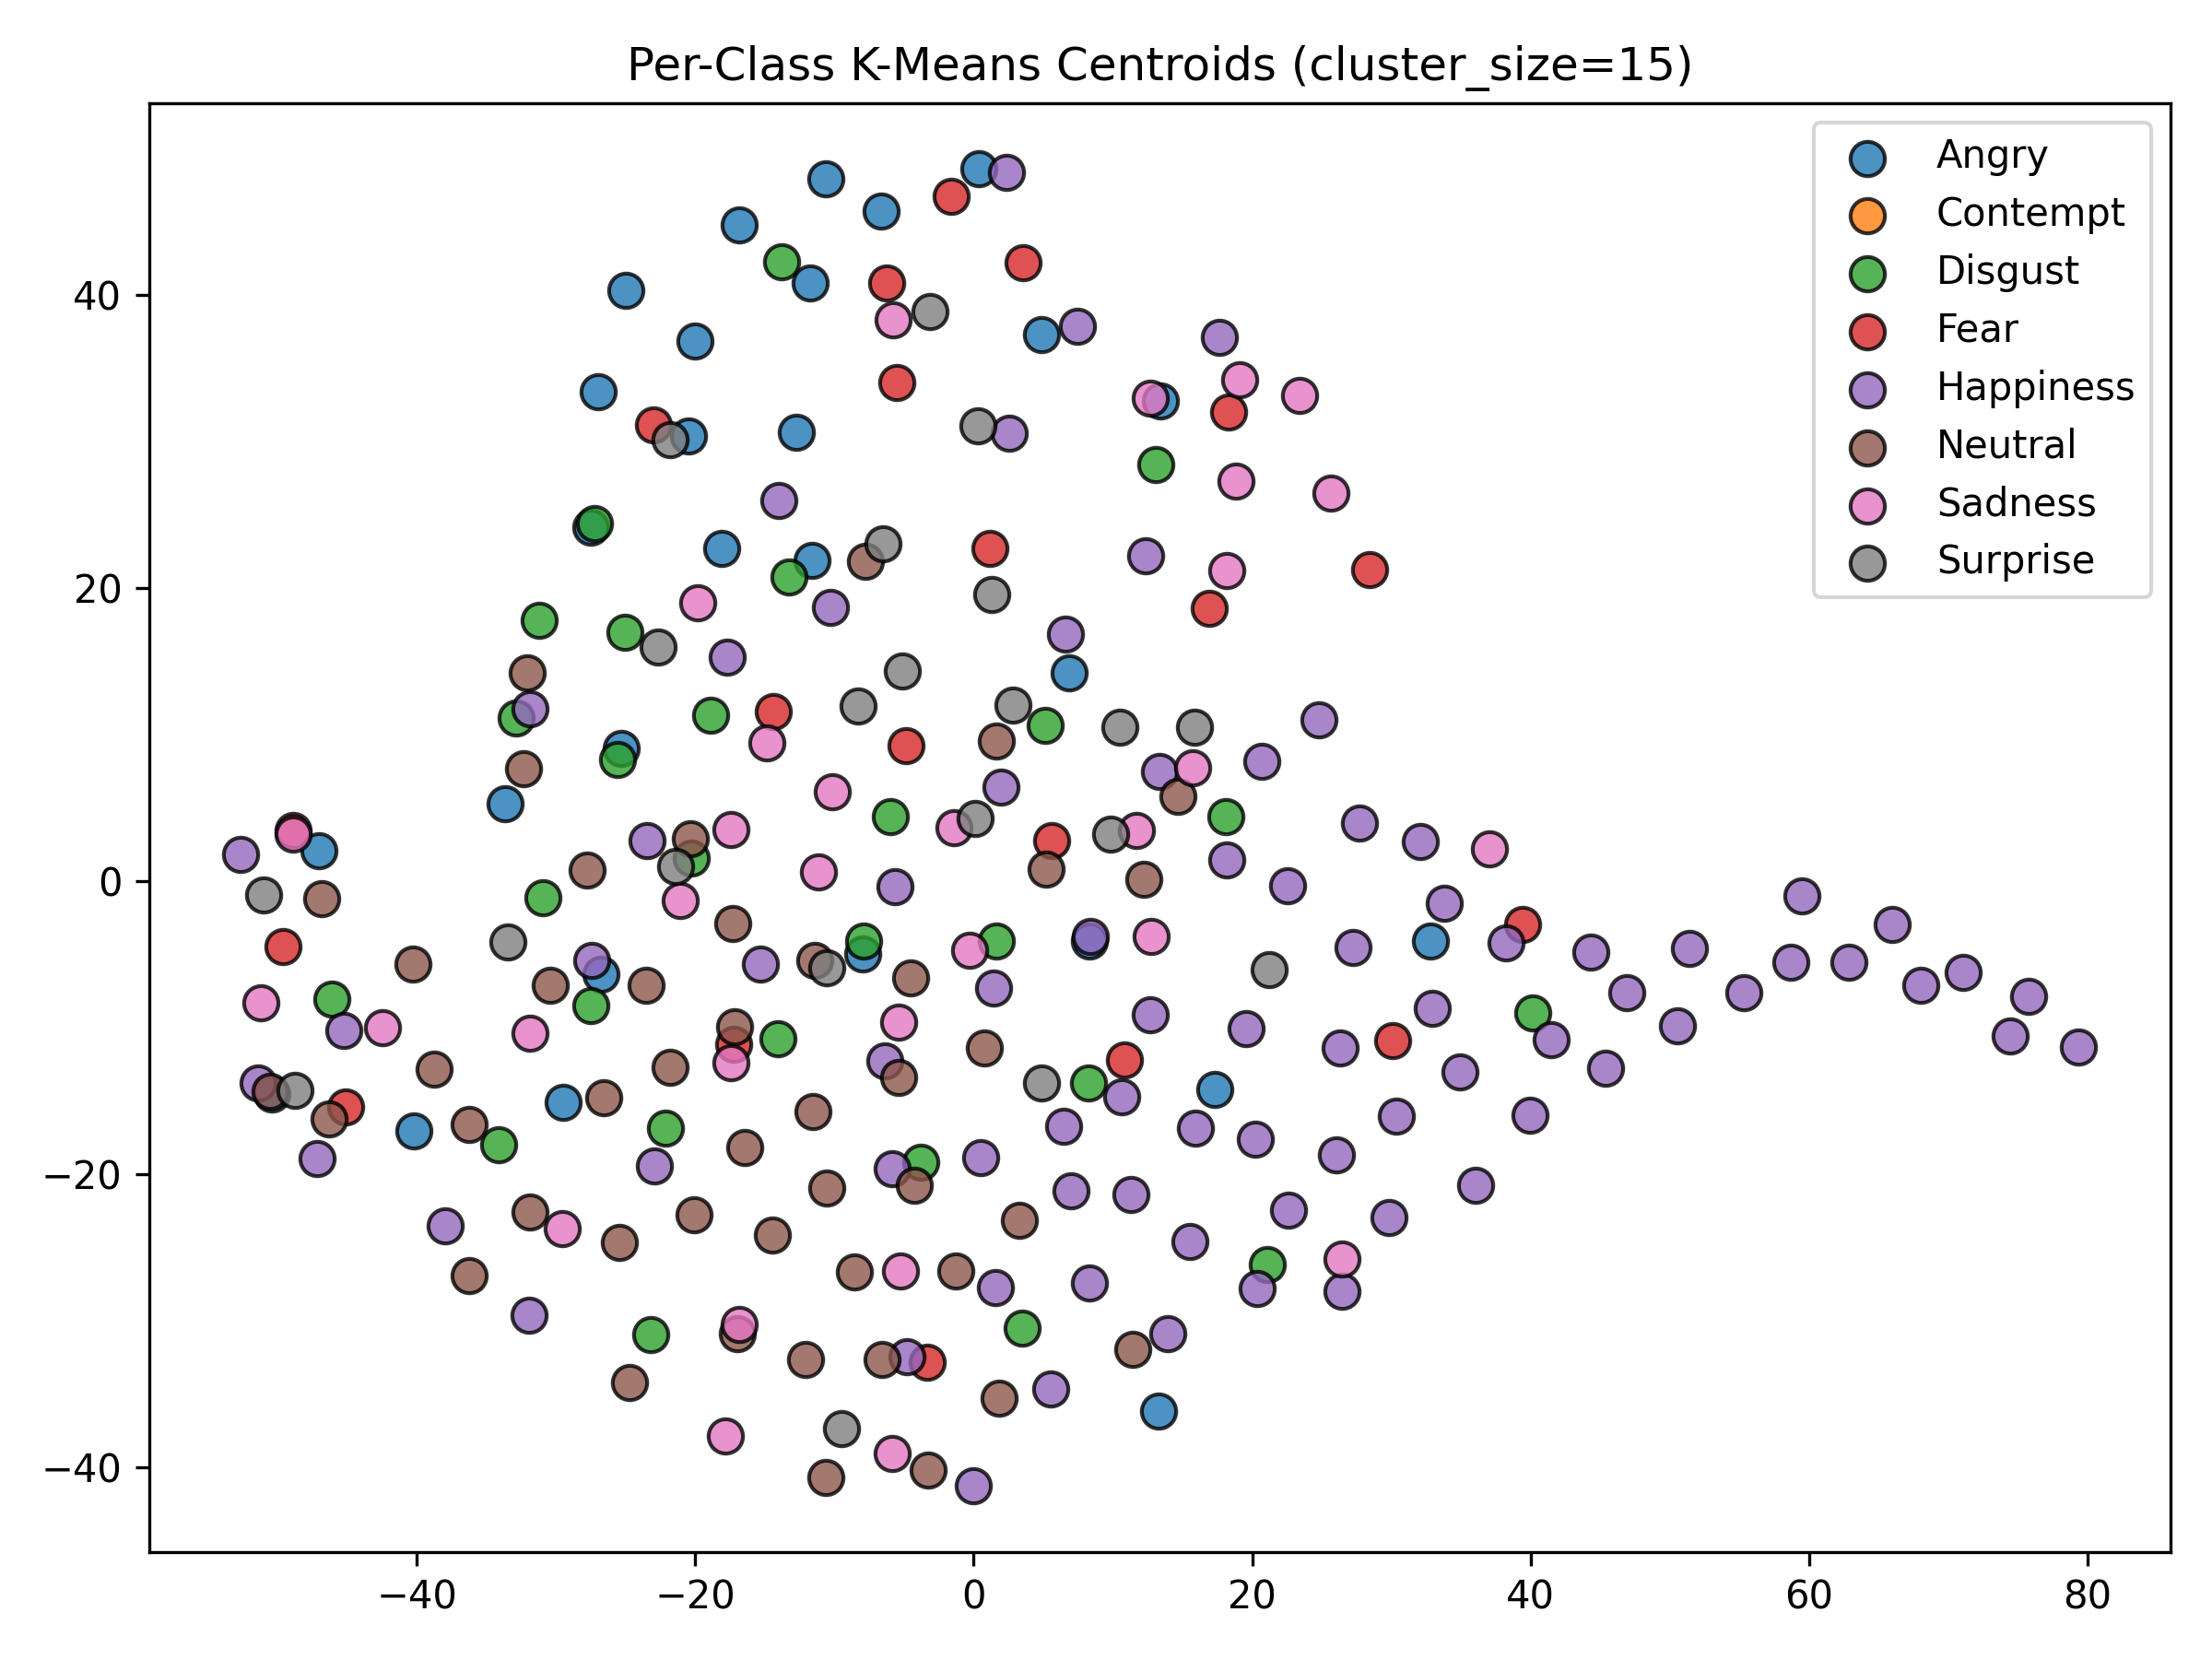 Per-Class K-Means Centroids (cluster_size=15)
Angry
Contempt
Disgust
Fear
Happiness
Neutral
Sadness
Surprise
40
20
0
−20
−40
−40 −20 0 20 40 60 80